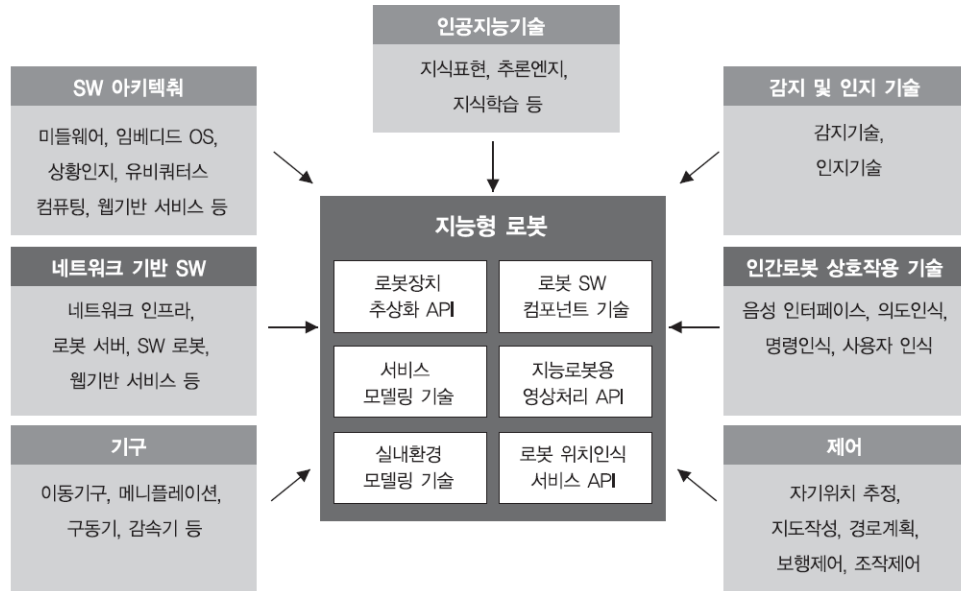 인공지능기술
지식표현, 추론엔지,
지식학습 등
SW 아키텍춰
미들웨어, 임베디드 OS,
상황인지, 유비쿼터스
컴퓨팅, 웹기반 서비스 등
감지 및 인지 기술
감지기술,
인지기술
네트워크 기반 SW
네트워크 인프라,
로봇 서버, SW 로봇,
웹기반 서비스 등
지능형 로봇
로봇장치
추상화 API
로봇 SW
컴포넌트 기술
서비스
모델링 기술
지능로봇용
영상처리 API
실내환경
모델링 기술
로봇 위치인식
서비스 API
인간로봇 상호작용 기술
음성 인터페이스, 의도인식,
명령인식, 사용자 인식
기구
이동기구, 메니플레이션,
구동기, 감속기 등
제어
자기위치 추정,
지도작성, 경로계획,
보행제어, 조작제어